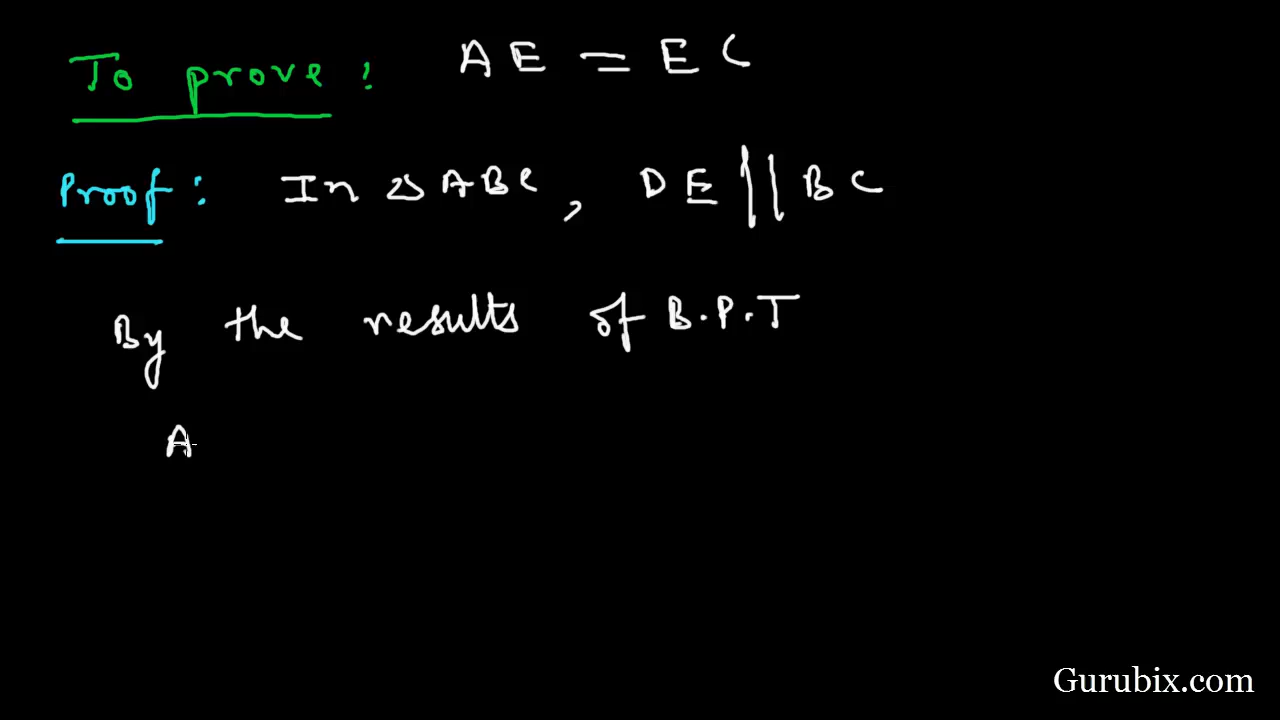 To prove : AE = EC
Proof : In △ ABC, DE || BC
By the results of B.P.T
A
Gurubix.com